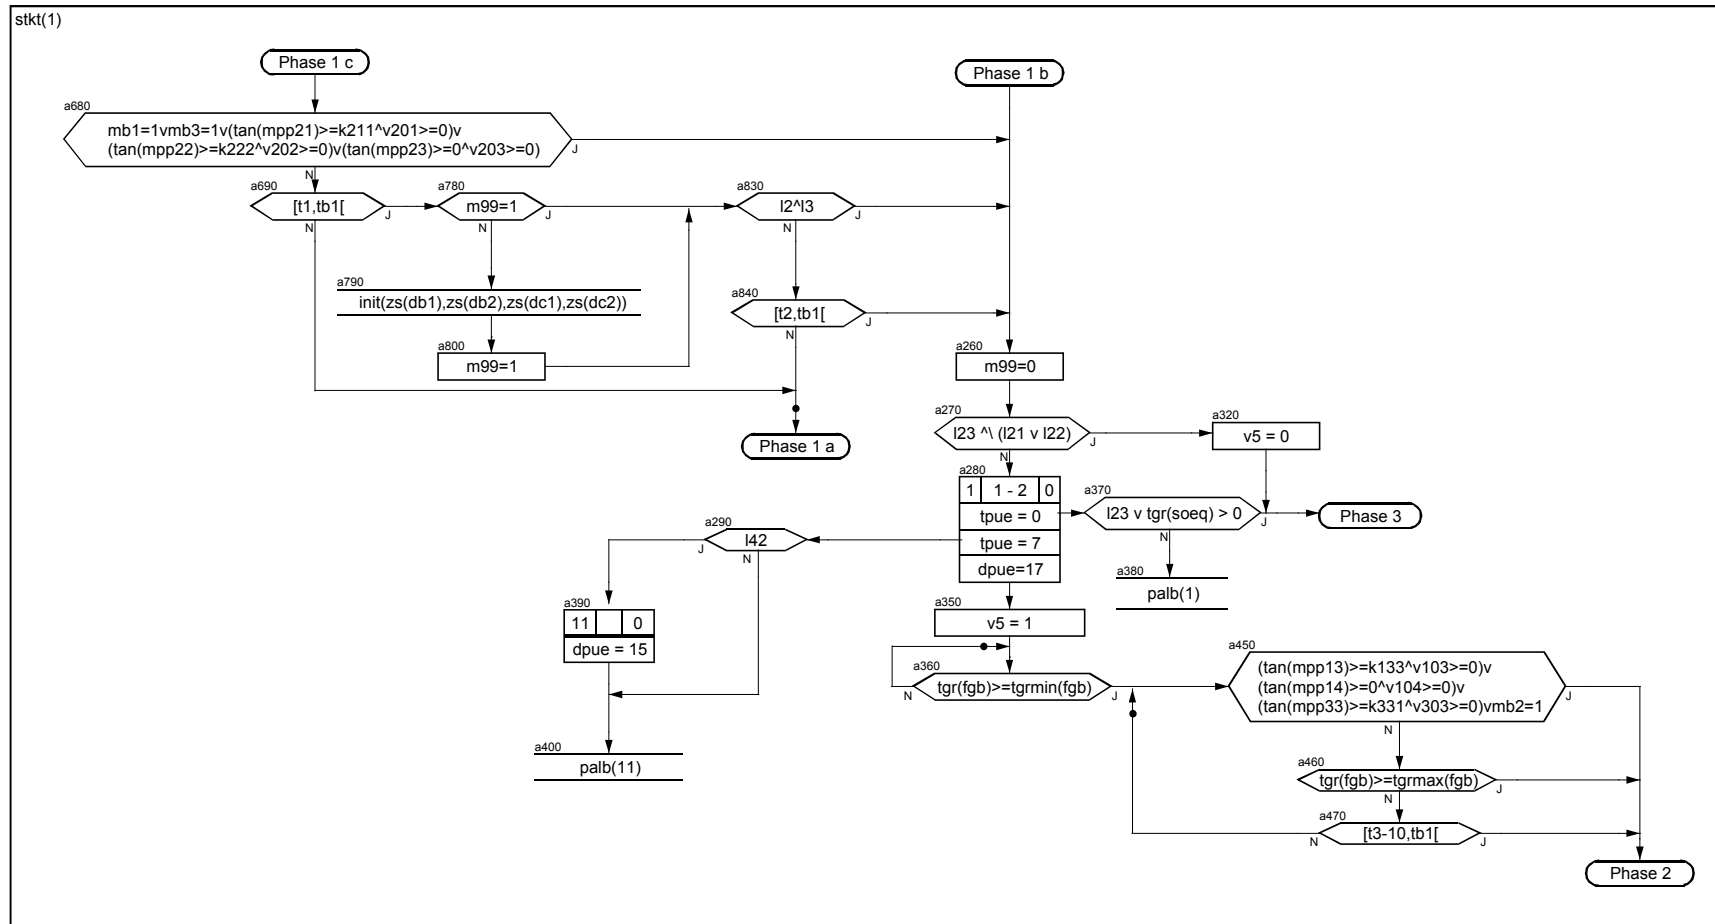 stkt(1)
Phase 1 c
a680
mb1=1vmb3=1v(tan(mpp21)>=k211^v201>=0)v
(tan(mpp22)>=k222^v202>=0)v(tan(mpp23)>=0^v203>=0)
J
N
a690
[t1,tb1[
J
N
a780
m99=1
J
N
a790
init(zs(db1),zs(db2),zs(dc1),zs(dc2))
a800
m99=1
a830
l2^l3
J
N
a840
[t2,tb1[
J
N
Phase 1 a
Phase 1 b
a260
m99=0
a270
l23 ^\ (l21 v l22)
J
N
a320
v5 = 0
a280
1 1 - 2 0
tpue = 0
tpue = 7
dpue=17
a370
l23 v tgr(soeq) > 0
J
N
Phase 3
a380
palb(1)
a290
l42
J
N
a390
11 0
dpue = 15
a400
palb(11)
a350
v5 = 1
a360
tgr(fgb)>=tgrmin(fgb)
N
J
a450
(tan(mpp13)>=k133^v103>=0)v
(tan(mpp14)>=0^v104>=0)v
(tan(mpp33)>=k331^v303>=0)vmb2=1
J
N
a460
tgr(fgb)>=tgrmax(fgb)
J
N
a470
[t3-10,tb1[
N
J
Phase 2